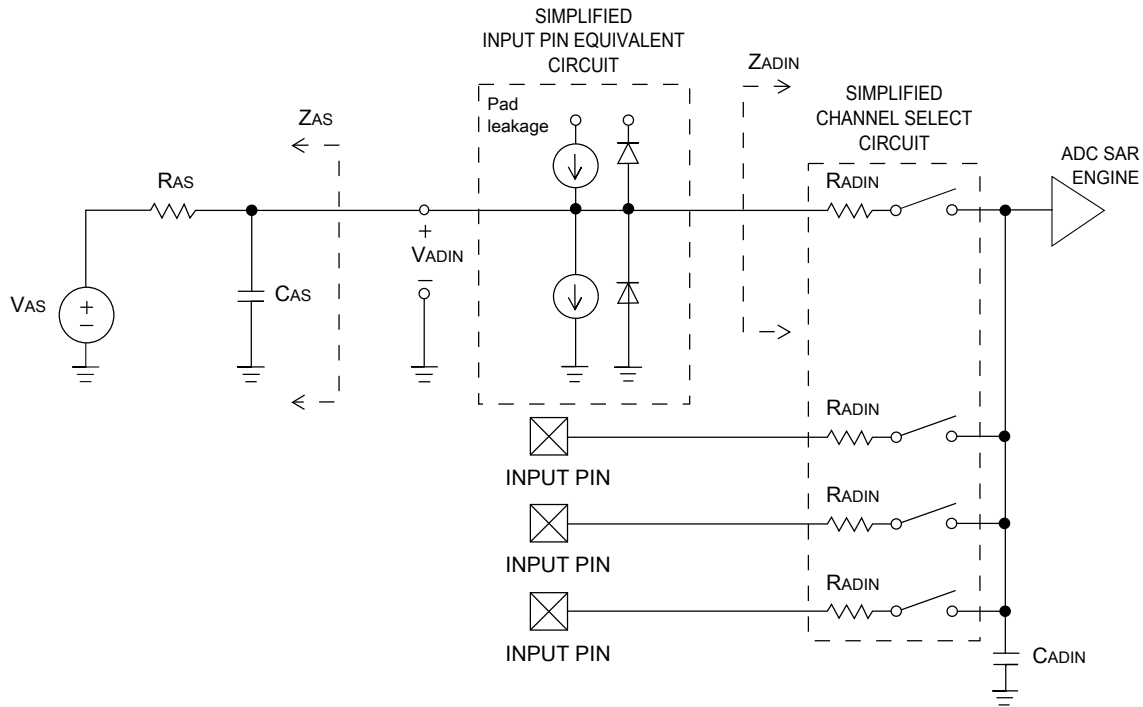 SIMPLIFIED
INPUT PIN EQUIVALENT
CIRCUIT
Pad
leakage
ZADIN
SIMPLIFIED
CHANNEL SELECT
CIRCUIT
ADC SAR
ENGINE
ZAS
RAS
RADIN
+
VADIN
–
VAS
+
–
CAS
RADIN
INPUT PIN
RADIN
INPUT PIN
RADIN
INPUT PIN
CADIN